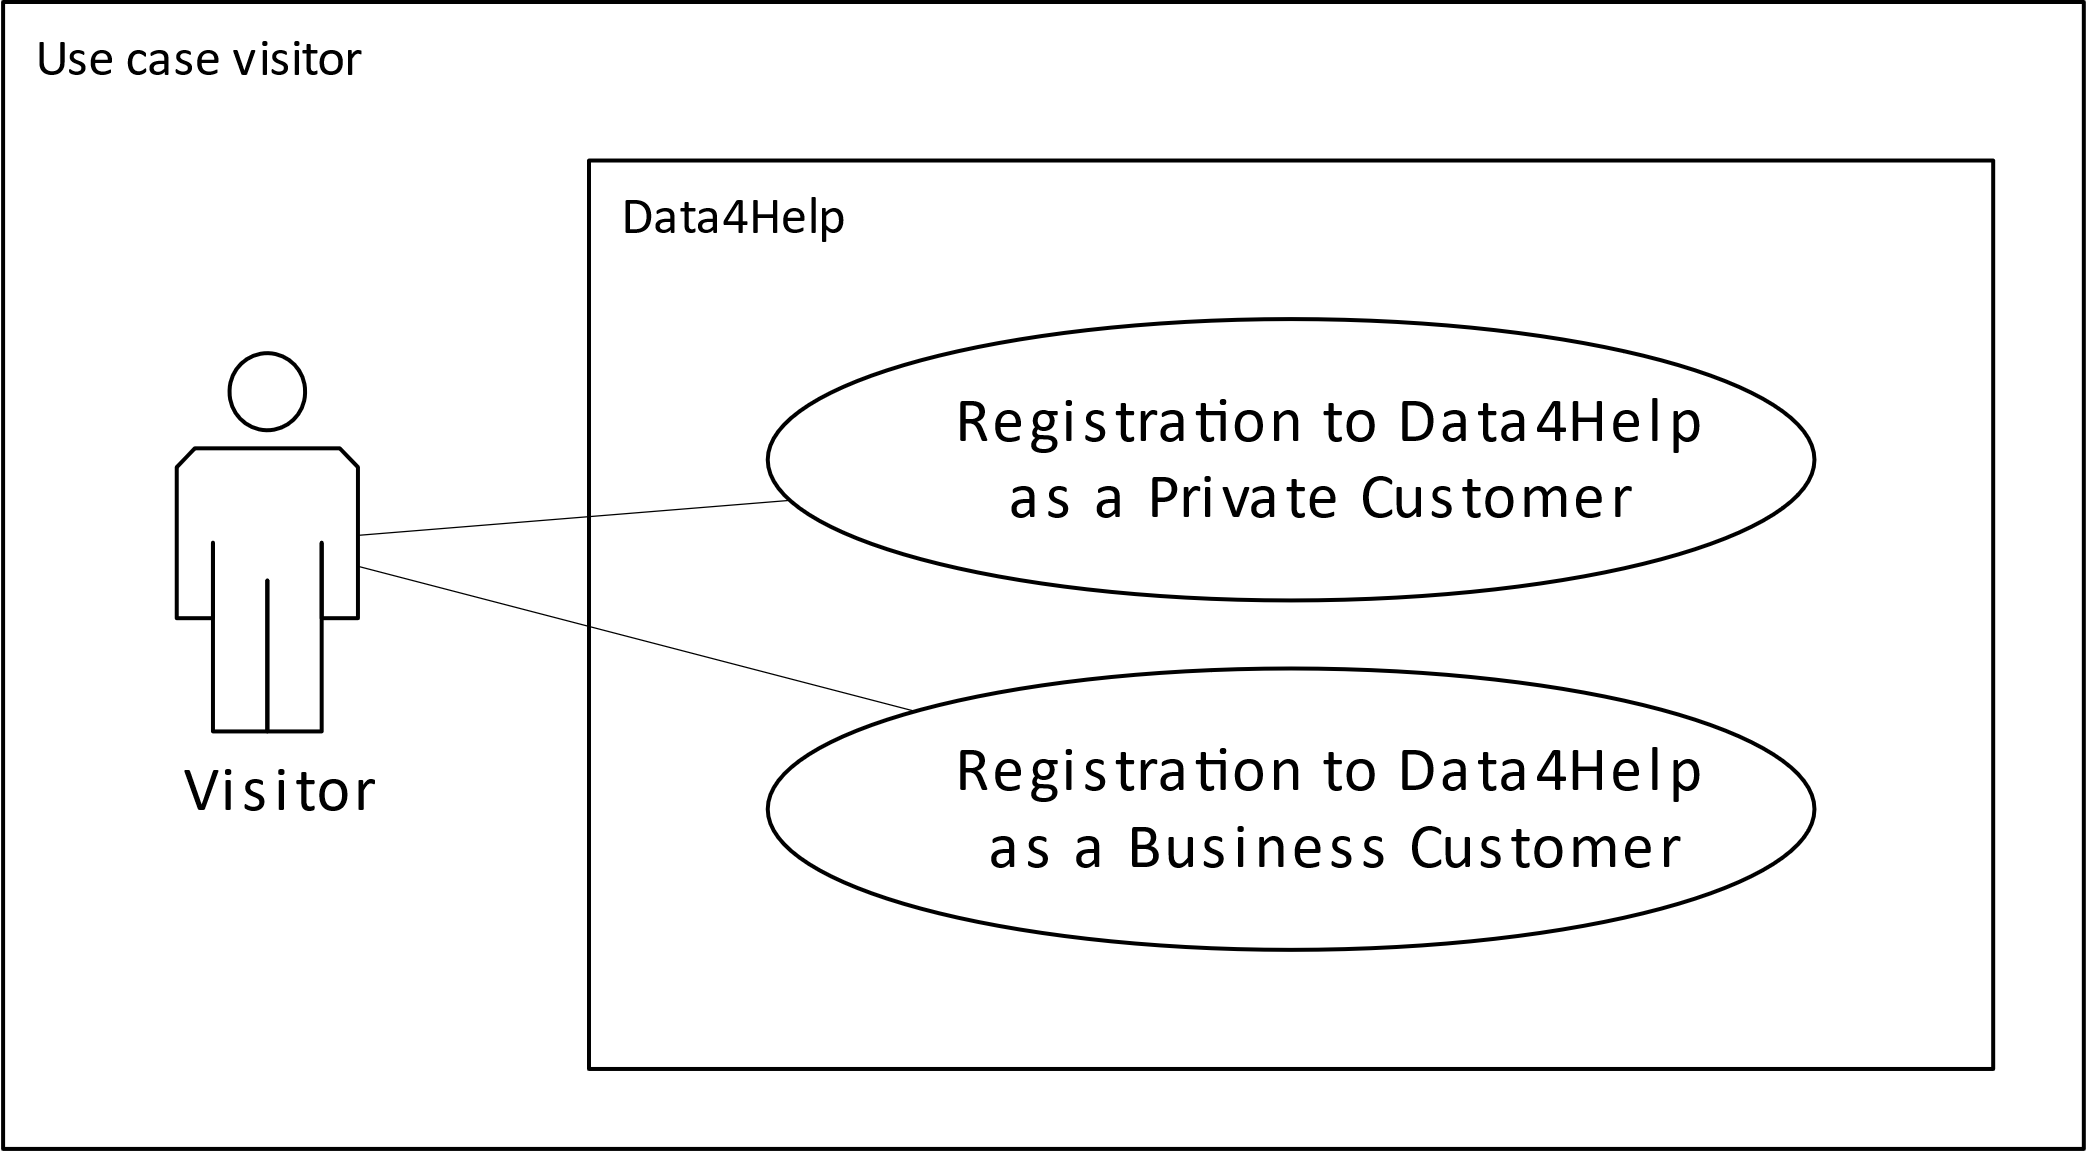 Use case visitor
Data4Help
Registration to Data4Help
as a Private Customer
Registration to Data4Help
as a Business Customer
Visitor